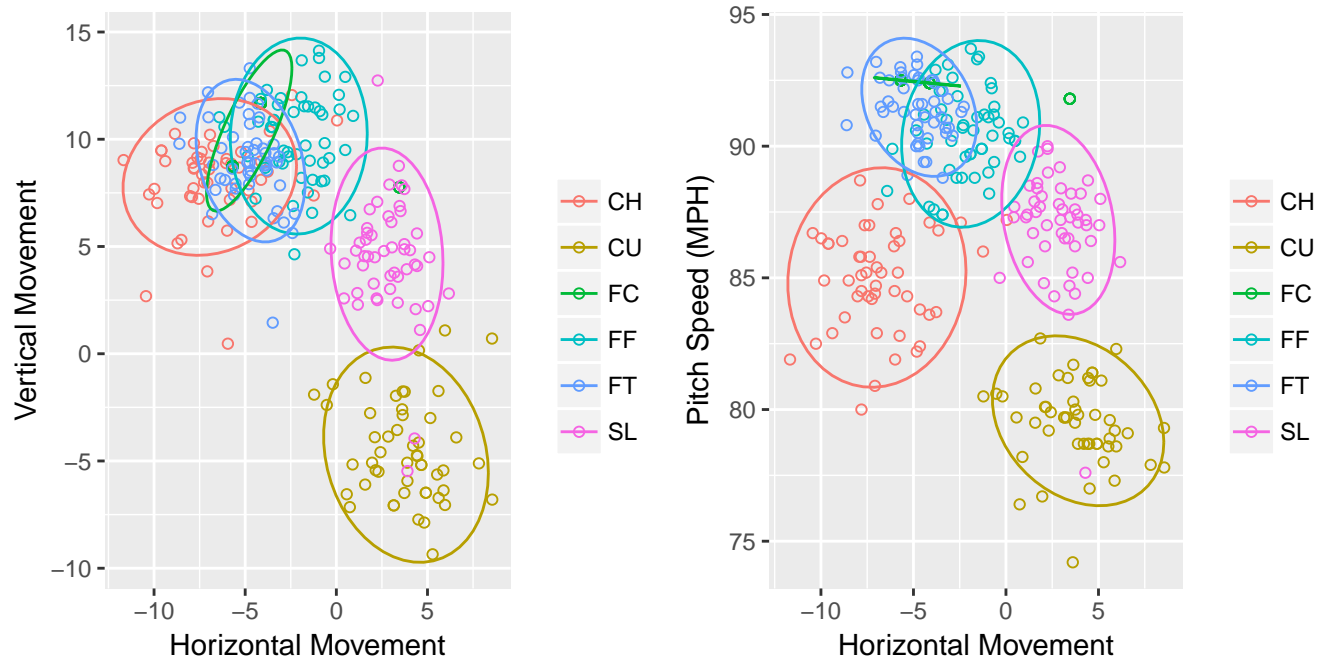 15
10
5
0
−5
−10
−10
−5
0
5
Vertical Movement
Horizontal Movement
CH
CU
FC
FF
FT
SL
95
90
85
80
75
−10
−5
0
5
Pitch Speed (MPH)
Horizontal Movement
CH
CU
FC
FF
FT
SL